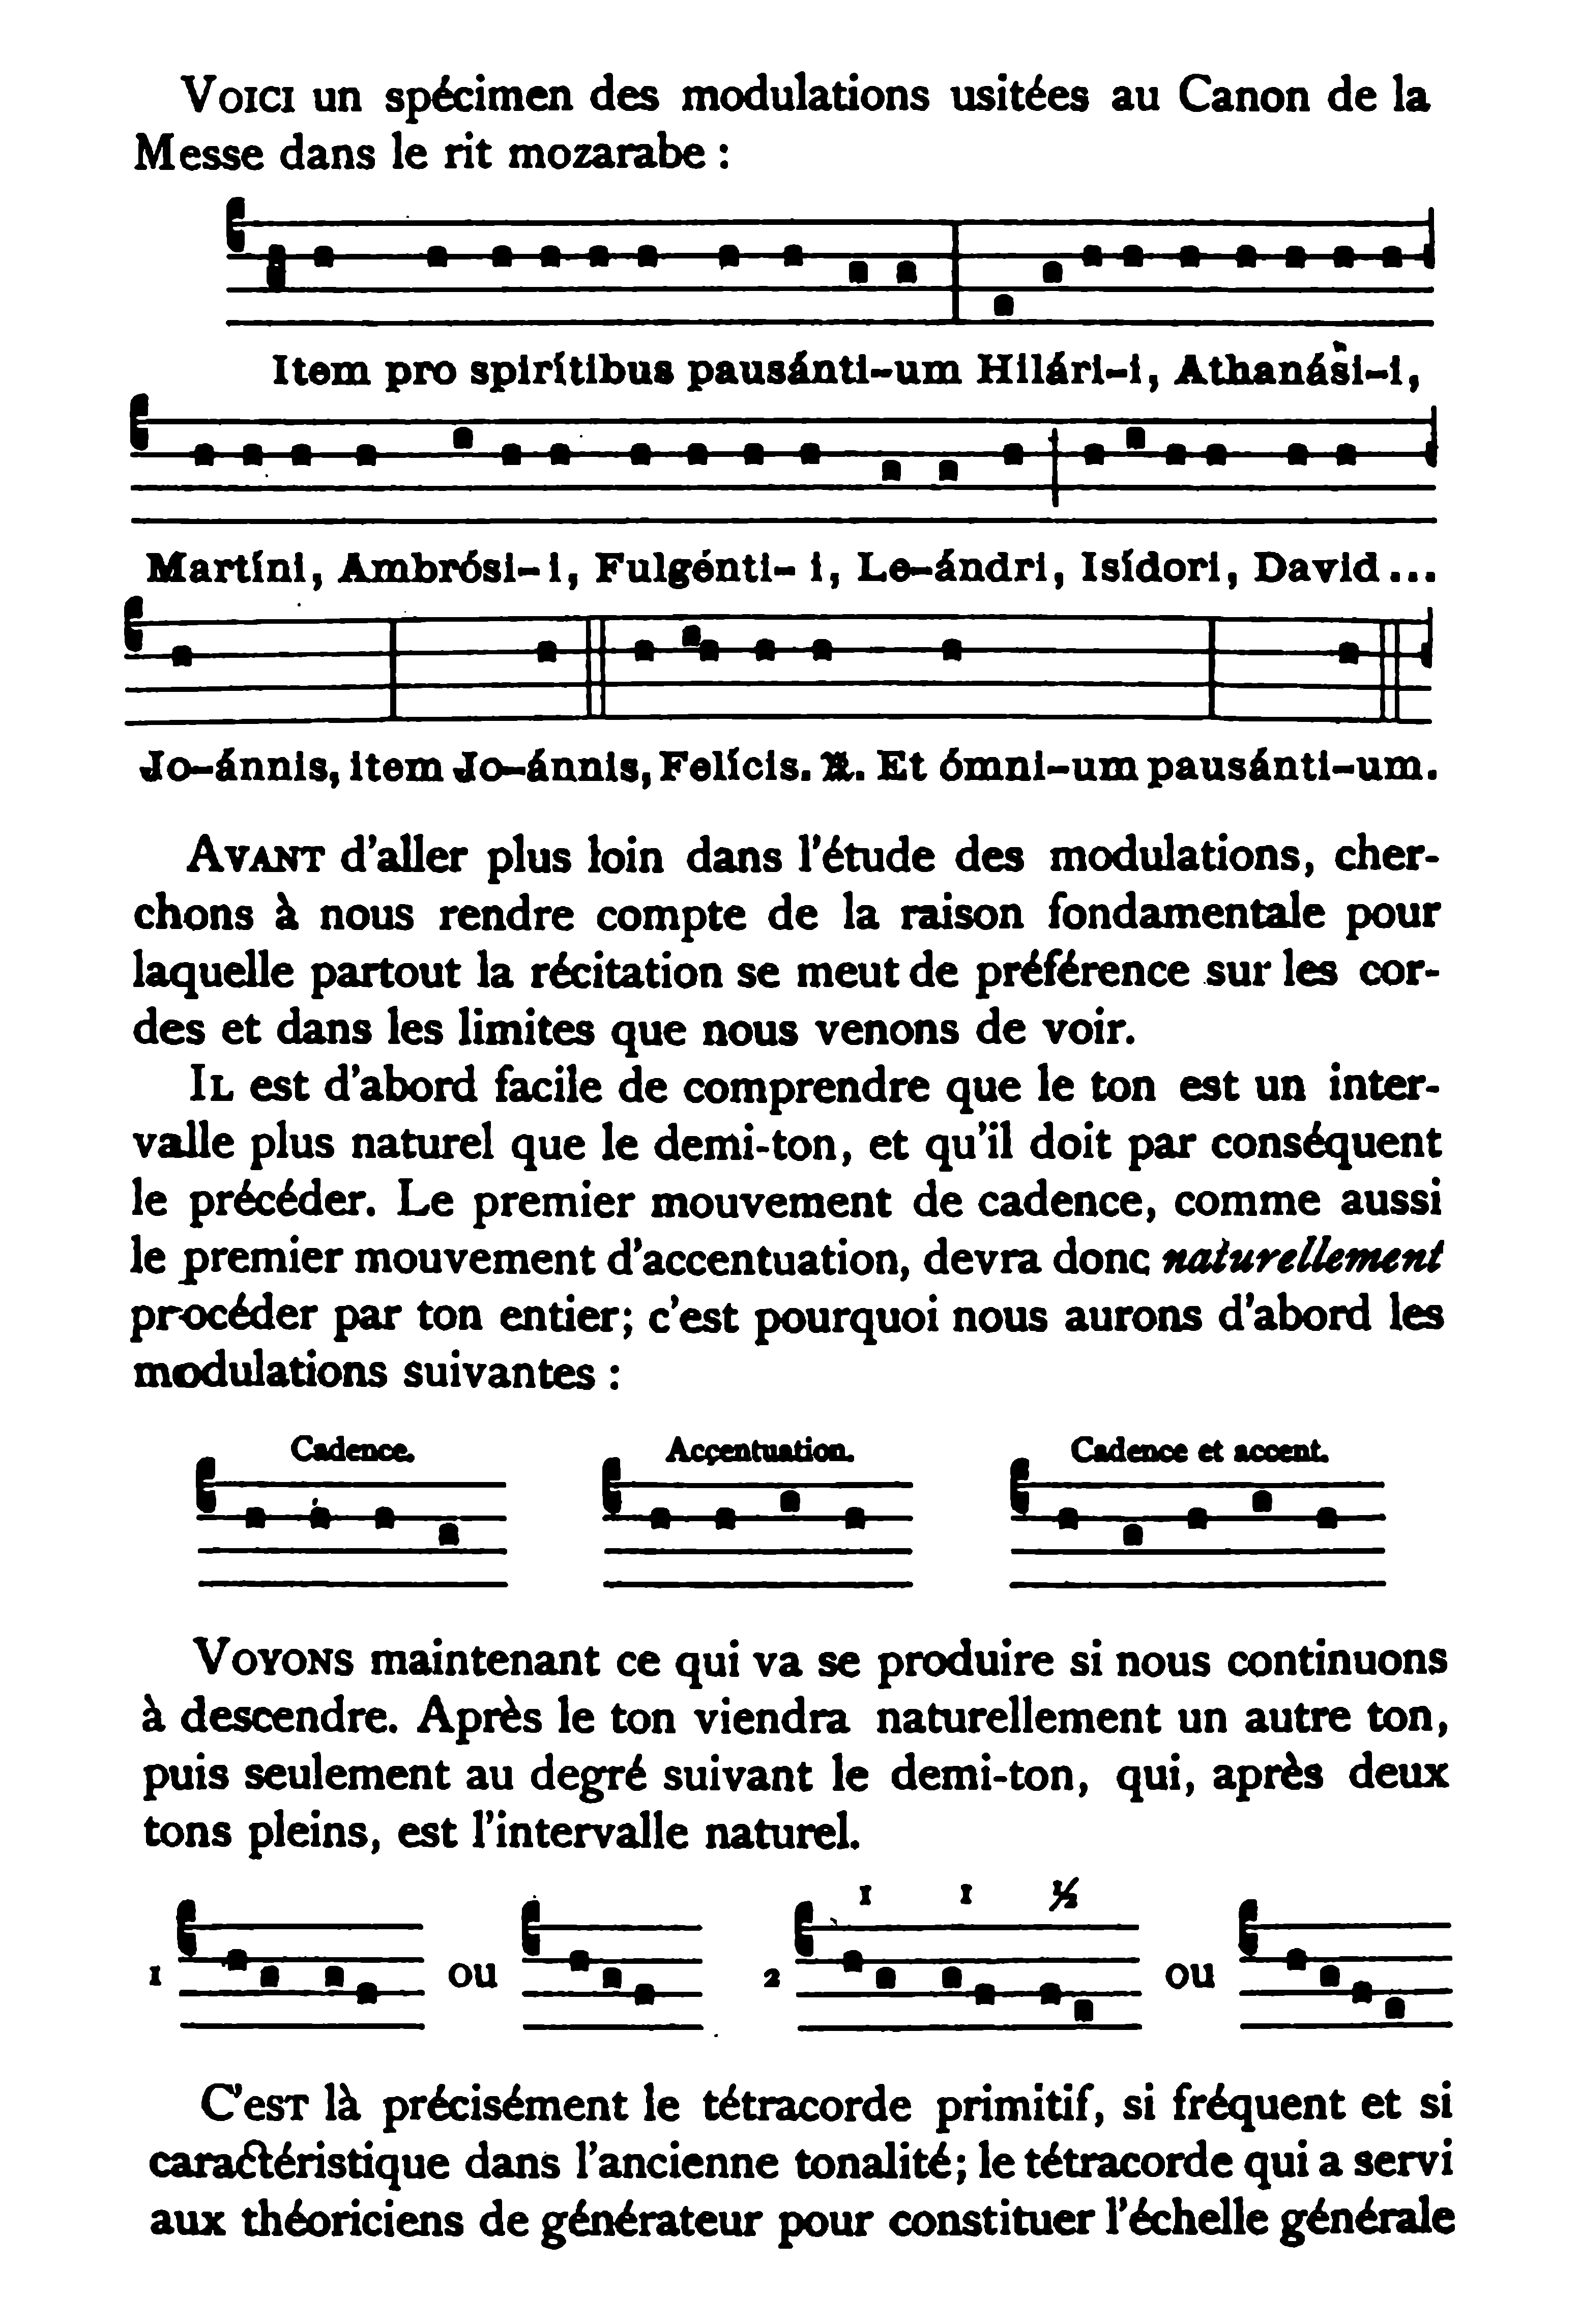 Voici un spécimen des modulations usitées au Canon de la
Messe dans le rit mozarabe :
Item pro spirítibus pausánti-um Hilári-i, Athanási-i,
Martíni, Ambrósi- i, Fulgénti- i, Le-ándri, Isídori, David...
Jo-ánnis, item Jo-ánnis, Felícis. ℟. Et ómni-um pausánti-um.
Avant d'aller plus loin dans l'étude des modulations, cher-
chons à nous rendre compte de la raison fondamentale pour
laquelle partout la récitation se meut de préférence sur les cor-
des et dans les limites que nous venons de voir.
Il est d'abord facile de comprendre que le ton est un inter-
valle plus naturel que le demi-ton, et qu'il doit par conséquent
le précéder. Le premier mouvement de cadence, comme aussi
le premier mouvement d'accentuation, devra donc naturellement
procéder par ton entier; c'est pourquoi nous aurons d'abord les
modulations suivantes :
Cadence. Accentuation. Cadence et accent.
Voyons maintenant ce qui va se produire si nous continuons
à descendre. Après le ton viendra naturellement un autre ton,
puis seulement au degré suivant le demi-ton, qui, après deux
tons pleins, est l'intervalle naturel.
1 1 ½
1 ou 2 ou
C'est là précisément le tétracorde primitif, si fréquent et si
caractéristique dans l'ancienne tonalité; le tétracorde qui a servi
aux théoriciens de générateur pour constituer l'échelle générale